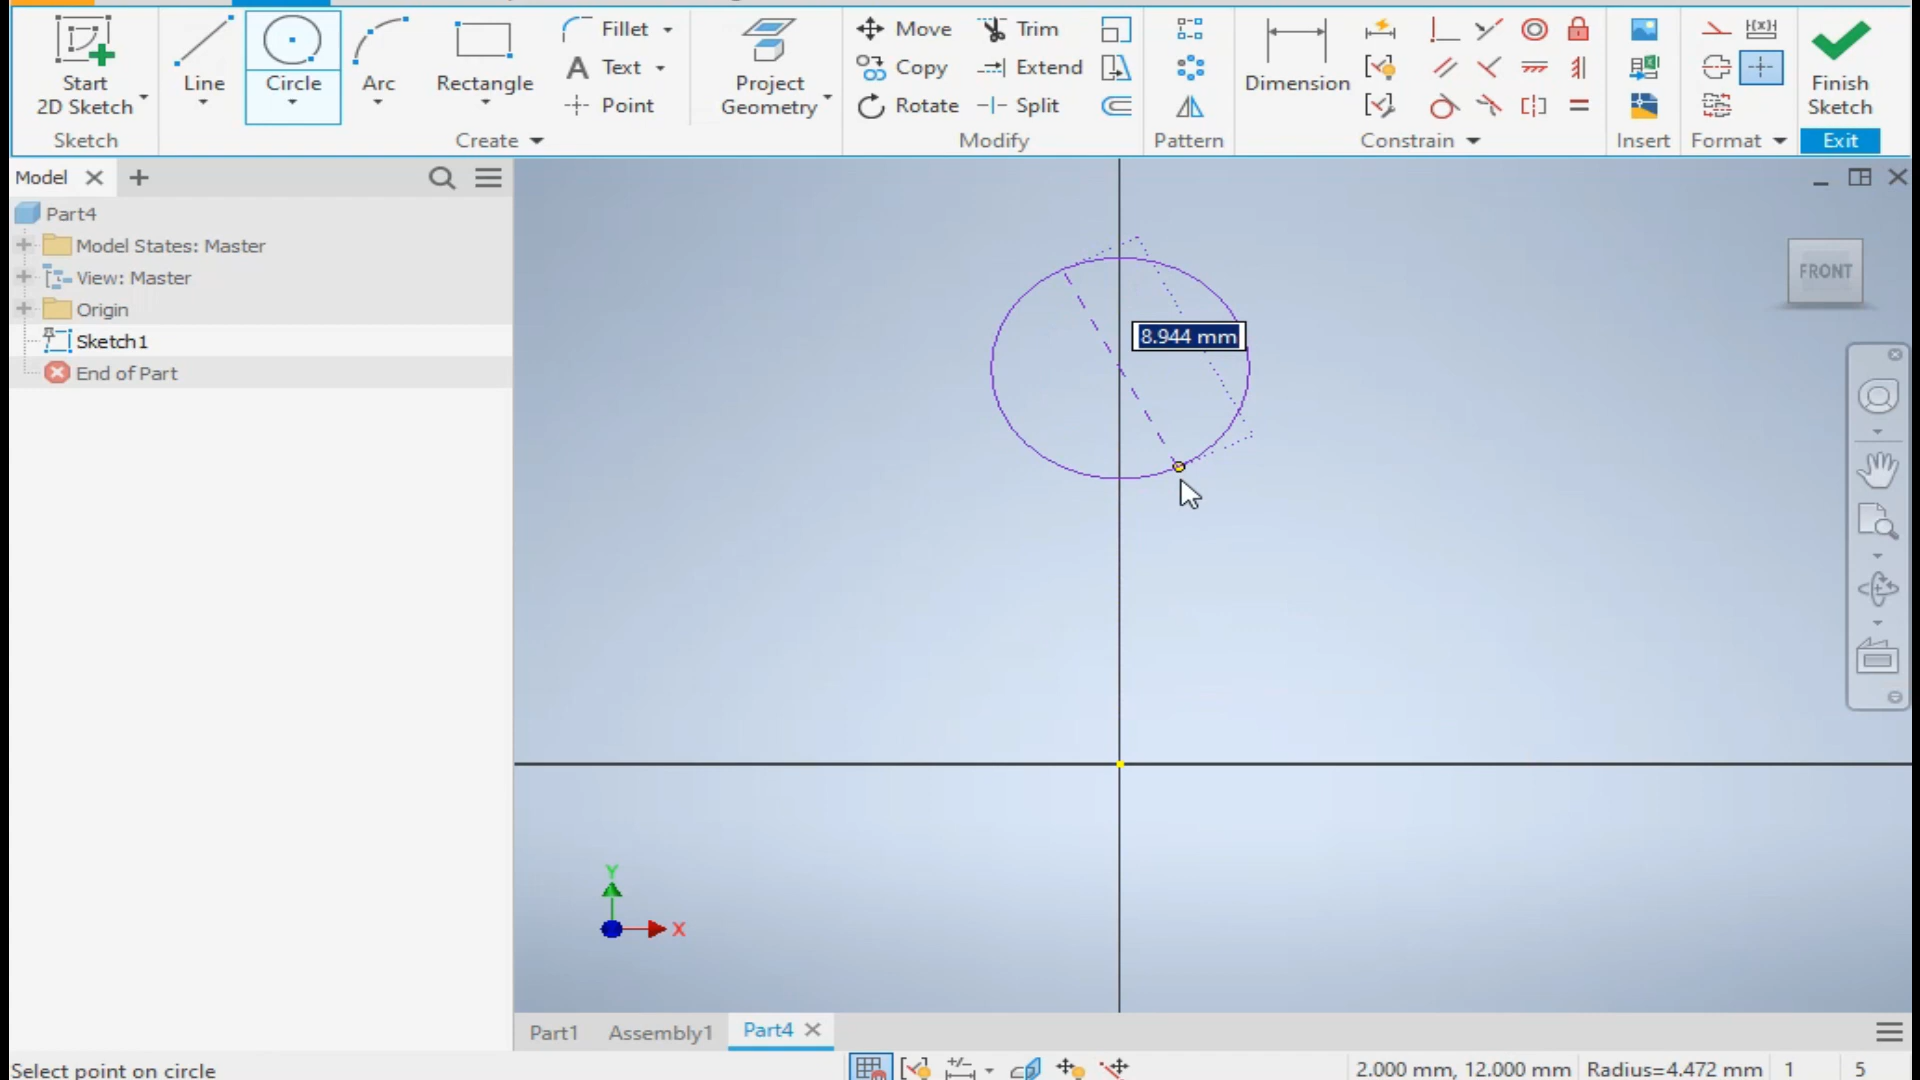 Start
2D Sketch
Line
Circle
Arc
Rectangle
Fillet
Text
Point
Project
Geometry
Move
Copy
Rotate
Trim
Extend
Split
Dimension
Finish
Sketch
Sketch
Create
Modify
Pattern
Constrain
Insert
Format
Exit
Model
Part4
Model States: Master
View: Master
Origin
Sketch1
End of Part
FRONT
8.944 mm
Y
X
Part1
Assembly1
Part4
Select point on circle
2.000 mm, 12.000 mm
Radius=4.472 mm
1
5